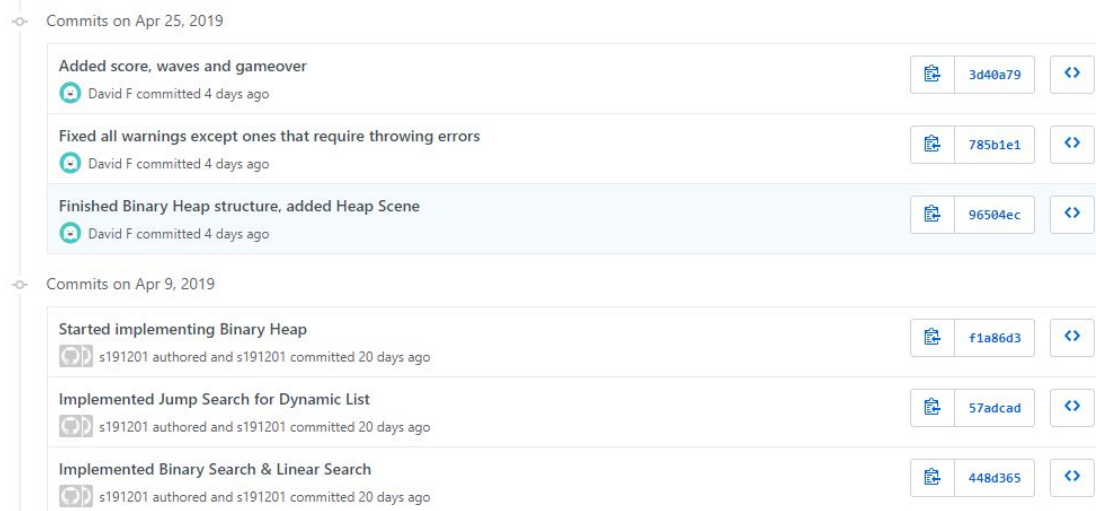 Commits on Apr 25, 2019
Added score, waves and gameover
3d40a79
David F committed 4 days ago
Fixed all warnings except ones that require throwing errors
785b1e1
David F committed 4 days ago
Finished Binary Heap structure, added Heap Scene
96504ec
David F committed 4 days ago
Commits on Apr 9, 2019
Started implementing Binary Heap
f1a86d3
s191201 authored and s191201 committed 20 days ago
Implemented Jump Search for Dynamic List
57adcad
s191201 authored and s191201 committed 20 days ago
Implemented Binary Search & Linear Search
448d365
s191201 authored and s191201 committed 20 days ago